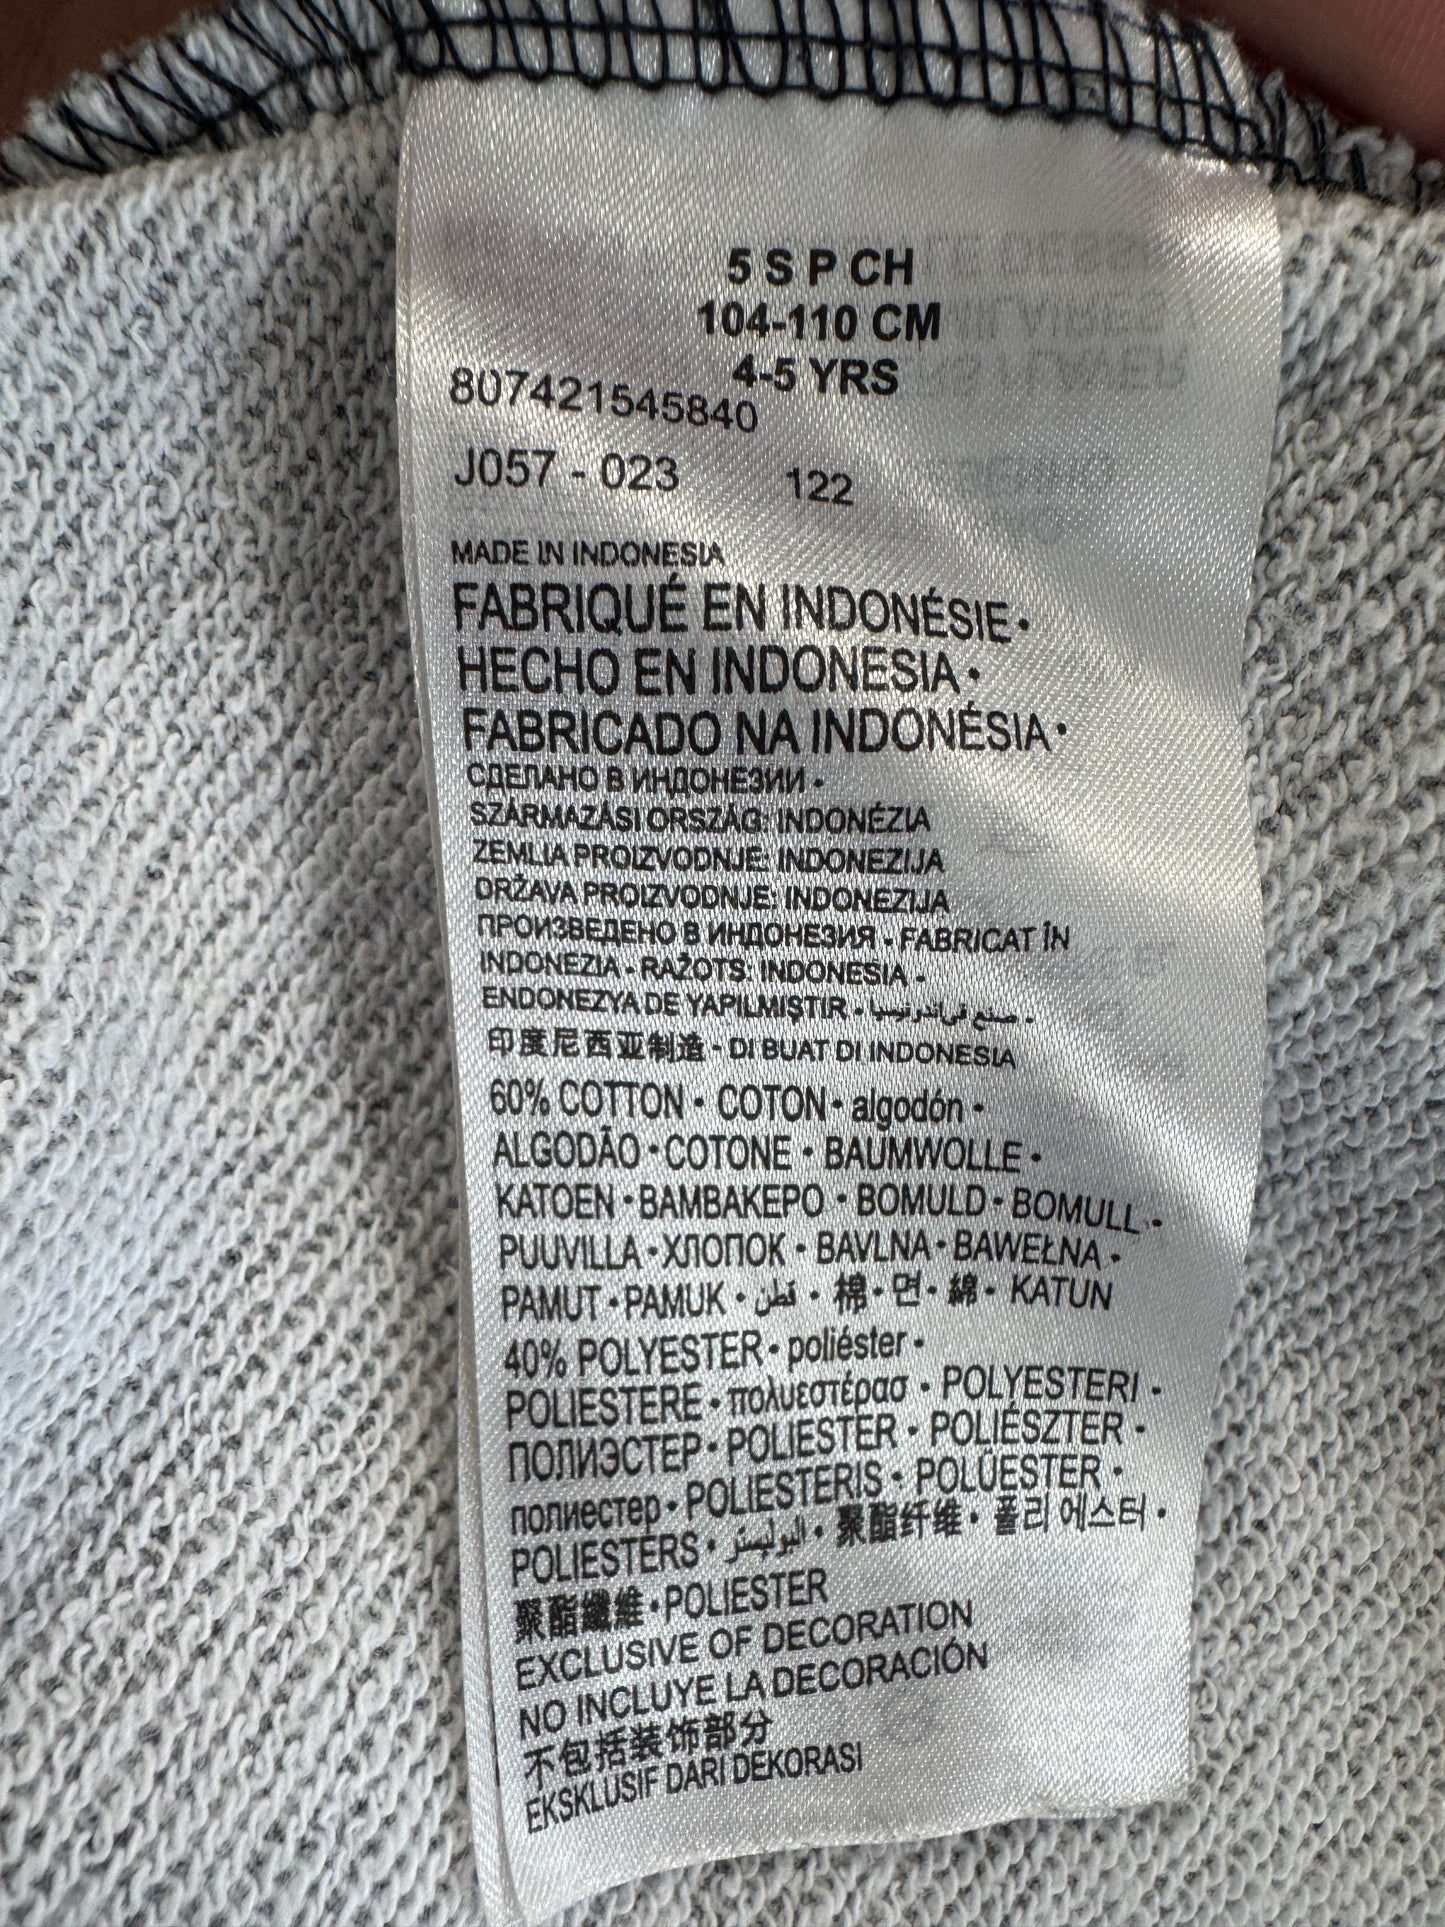 5 S P CH
104-110 CM
4-5 YRS
807421545840
J057 - 023 122
MADE IN INDONESIA
FABRIQUÉ EN INDONÉSIE •
HECHO EN INDONESIA •
FABRICADO NA INDONÉSIA •
СДЕЛАНО В ИНДОНЕЗИИ •
SZÁRMAZÁSI ORSZÁG: INDONÉZIA
ZEMLIA PROIZVODNJE: INDONEZIJA
DRŽAVA PROIZVODNJE: INDONEZIJA
ПРОИЗВЕДЕНО В ИНДОНЕЗИЯ • FABRICAT ÎN
INDONEZIA • RAŽOTS: INDONESIA •
ENDONEZYA DE YAPILMIŞTIR • صنع في اندونيسيا •
印度尼西亚制造 • DI BUAT DI INDONESIA
60% COTTON • COTON • algodón •
ALGODÃO • COTONE • BAUMWOLLE •
KATOEN • ΒΑΜΒΑΚΕΡΟ • BOMULD • BOMULL •
PUUVILLA • ХЛОПОК • BAVLNA • BAWEŁNA •
PAMUT • PAMUK • قطن • 棉 • 면 • 綿 • KATUN
40% POLYESTER • poliéster •
POLIESTERE • πολυεστέρασ • POLYESTERI •
ПОЛИЭСТЕР • POLIESTER • POLIÉSZTER •
полиестер • POLIESTERIS • POLÜESTER •
POLIESTERS • البوليستر • 聚酯纤维 • 폴리 에스터 •
聚酯纖維 • POLIESTER
EXCLUSIVE OF DECORATION
NO INCLUYE LA DECORACIÓN
不包括装饰部分
EKSKLUSIF DARI DEKORASI